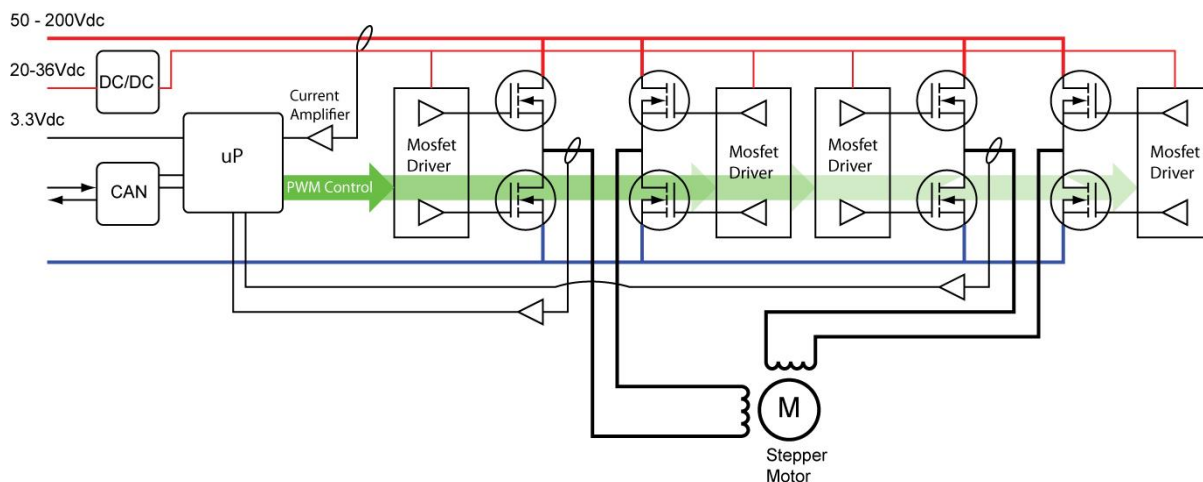 50 - 200Vdc
20-36Vdc
DC/DC
3.3Vdc
Current
Amplifier
uP
CAN
PWM Control
Mosfet
Driver
Mosfet
Driver
Mosfet
Driver
Mosfet
Driver
M
Stepper
Motor